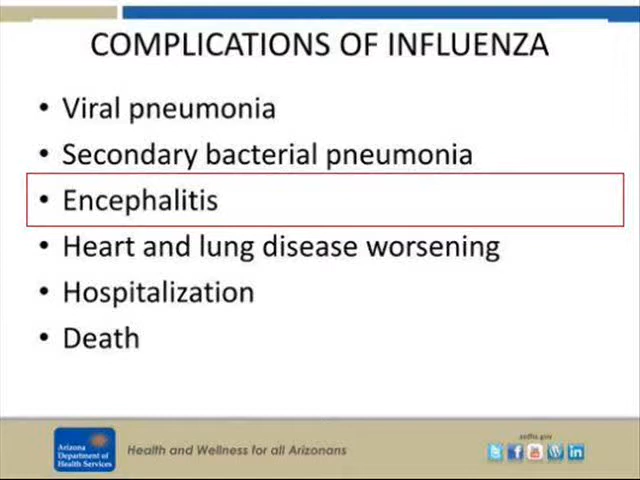 COMPLICATIONS OF INFLUENZA
• Viral pneumonia
• Secondary bacterial pneumonia
• Encephalitis
• Heart and lung disease worsening
• Hospitalization
• Death
Arizona
Department of
Health Services
Health and Wellness for all Arizonans
azdhs.gov